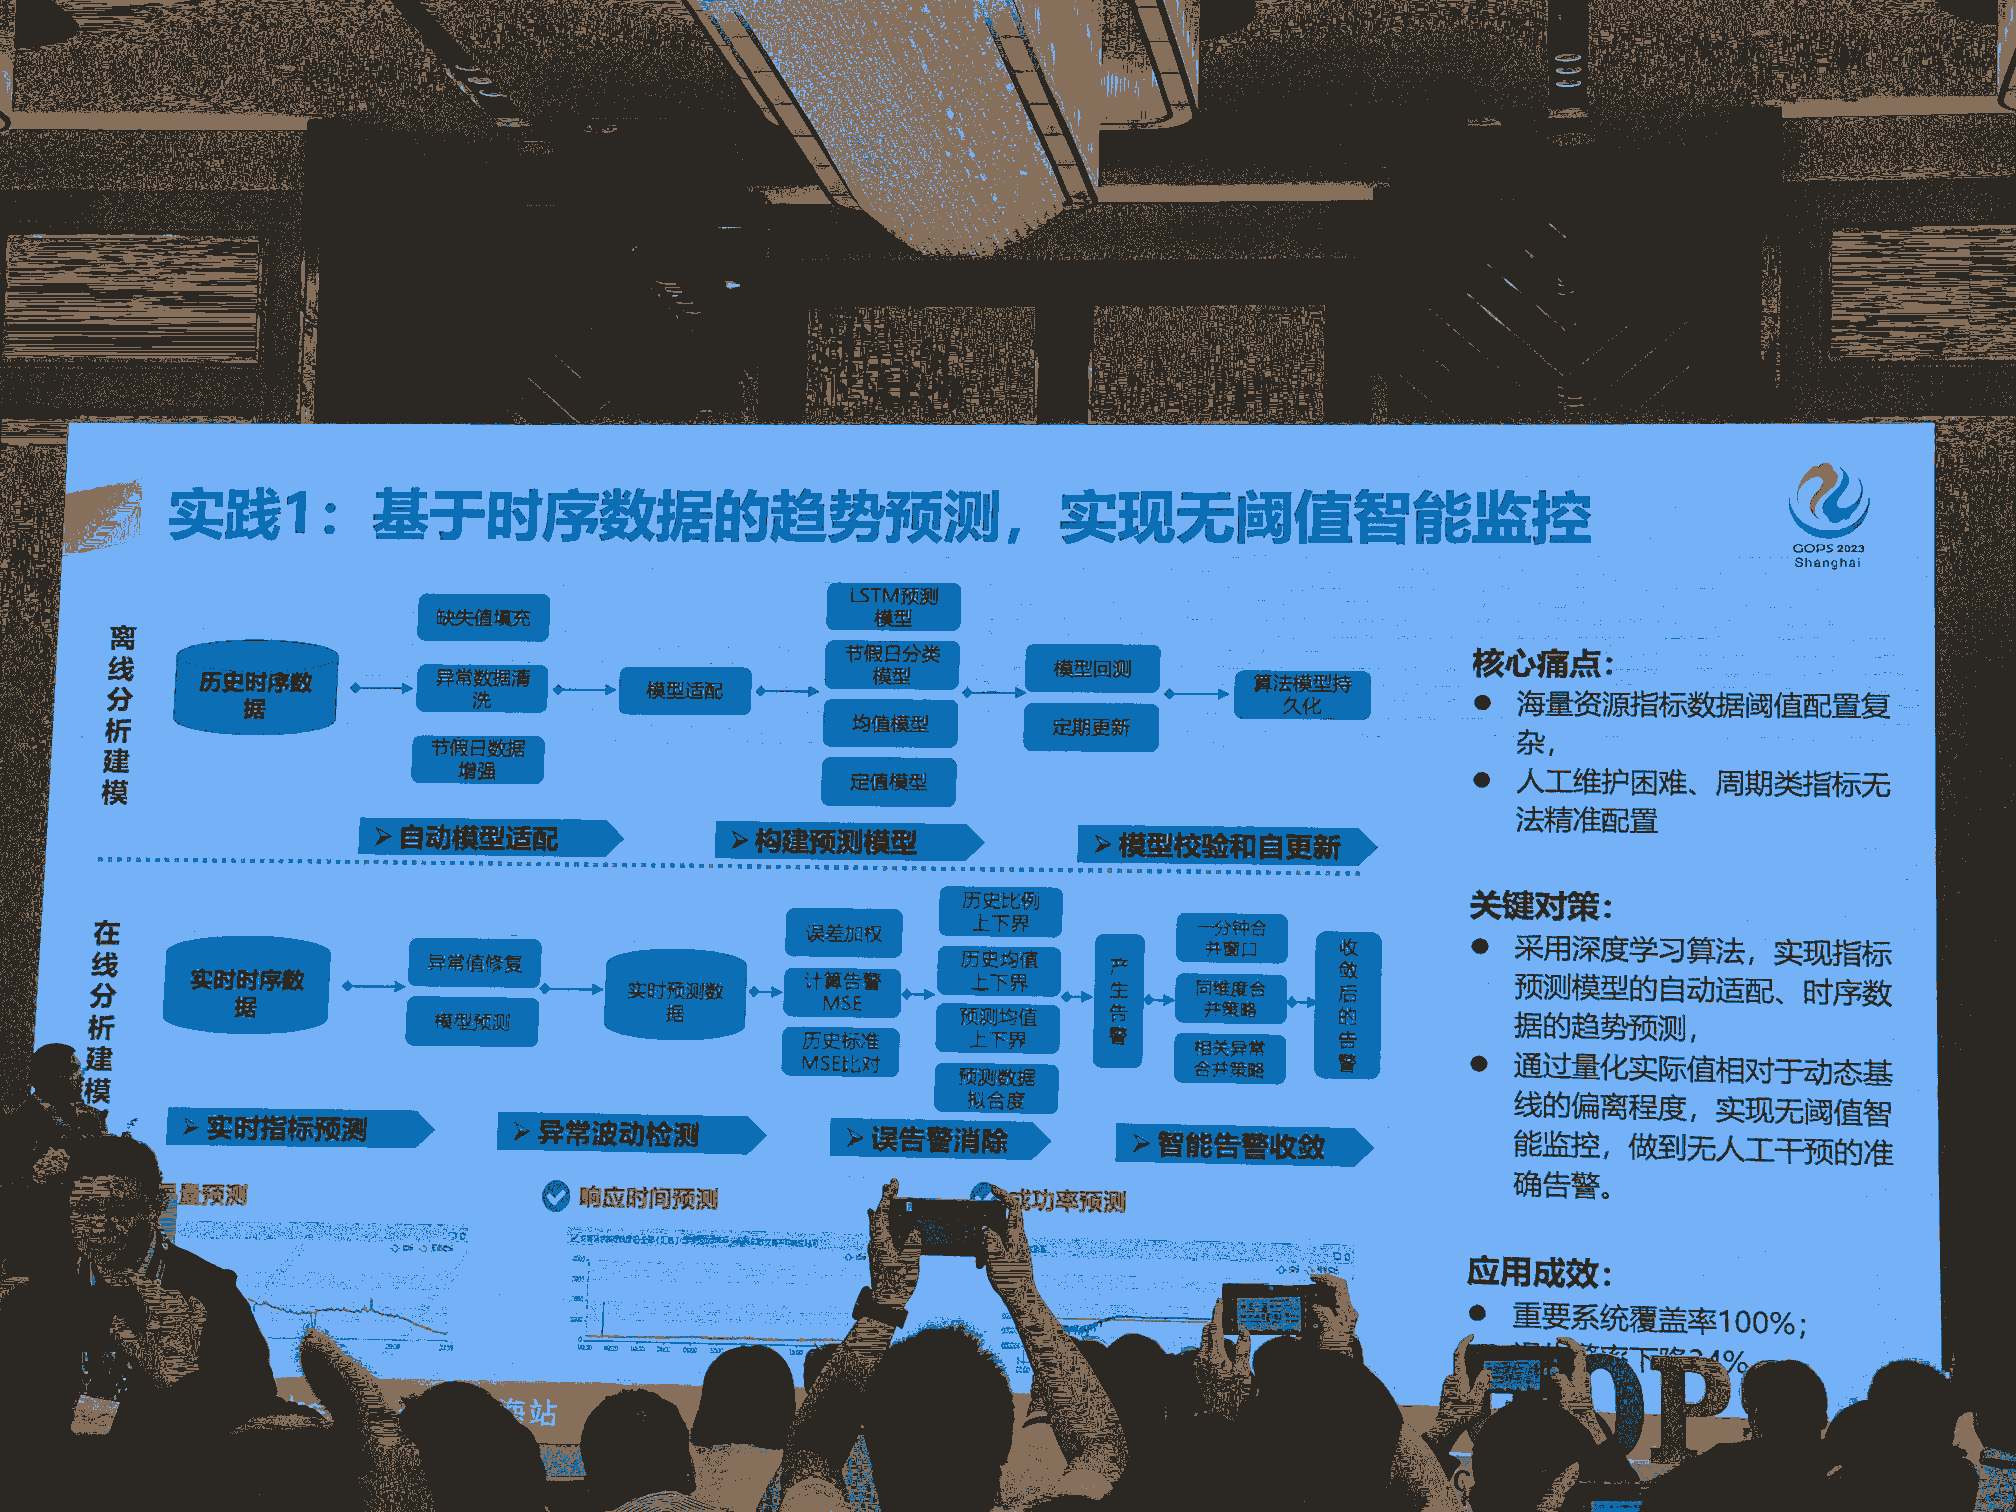 实践1：基于时序数据的趋势预测，实现无阈值智能监控
GOPS 2023
Shanghai
离线分析建模
历史时序数
据
缺失值填充
异常数据清
洗
节假日数据
增强
模型适配
LSTM预测
模型
节假日分类
模型
均值模型
定值模型
模型回测
定期更新
算法模型持
久化
自动模型适配
构建预测模型
模型校验和自更新
在线分析建模
实时时序数
据
异常值修复
模型预测
实时预测数
据
误差加权
计算告警
MSE
历史标准
MSE比对
历史比例
上下界
历史均值
上下界
预测均值
上下界
预测数据
拟合度
产生告警
一分钟合
并窗口
同维度合
并策略
相关异常
合并策略
收敛后的告警
实时指标预测
异常波动检测
误告警消除
智能告警收敛
量预测
响应时间预测
成功率预测
核心痛点：
海量资源指标数据阈值配置复
杂，
人工维护困难、周期类指标无
法精准配置
关键对策：
采用深度学习算法，实现指标
预测模型的自动适配、时序数
据的趋势预测，
通过量化实际值相对于动态基
线的偏离程度，实现无阈值智
能监控，做到无人工干预的准
确告警。
应用成效：
重要系统覆盖率100%；
率下降
海站
OP